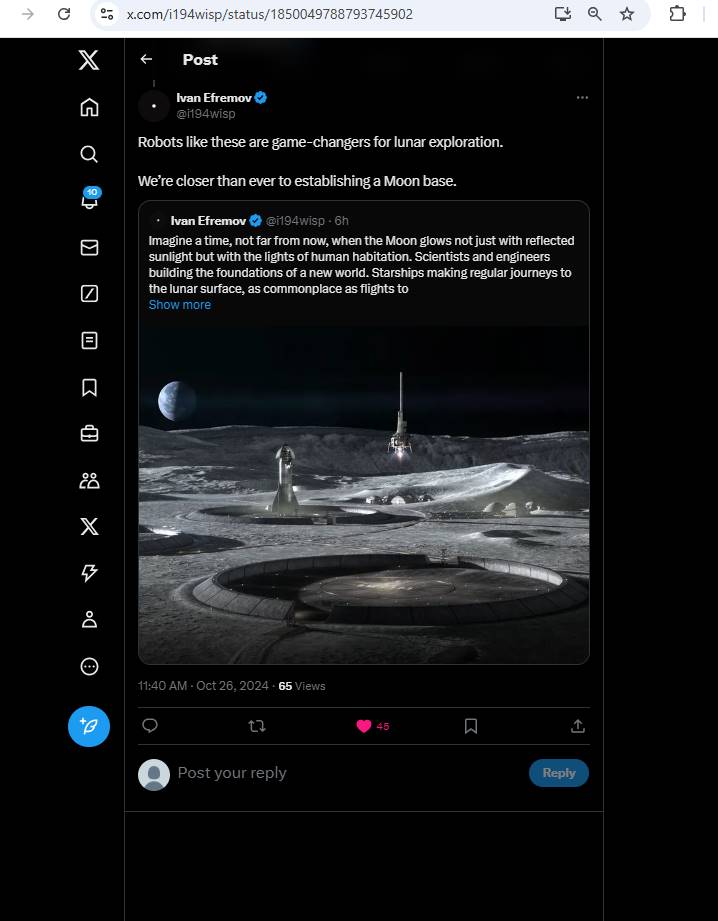 x.com/i194wisp/status/1850049788793745902
Post
Ivan Efremov
@i194wisp
Robots like these are game-changers for lunar exploration.
We’re closer than ever to establishing a Moon base.
10
Ivan Efremov @i194wisp · 6h
Imagine a time, not far from now, when the Moon glows not just with reflected
sunlight but with the lights of human habitation. Scientists and engineers
building the foundations of a new world. Starships making regular journeys to
the lunar surface, as commonplace as flights to
Show more
11:40 AM · Oct 26, 2024 · 65 Views
45
Post your reply
Reply